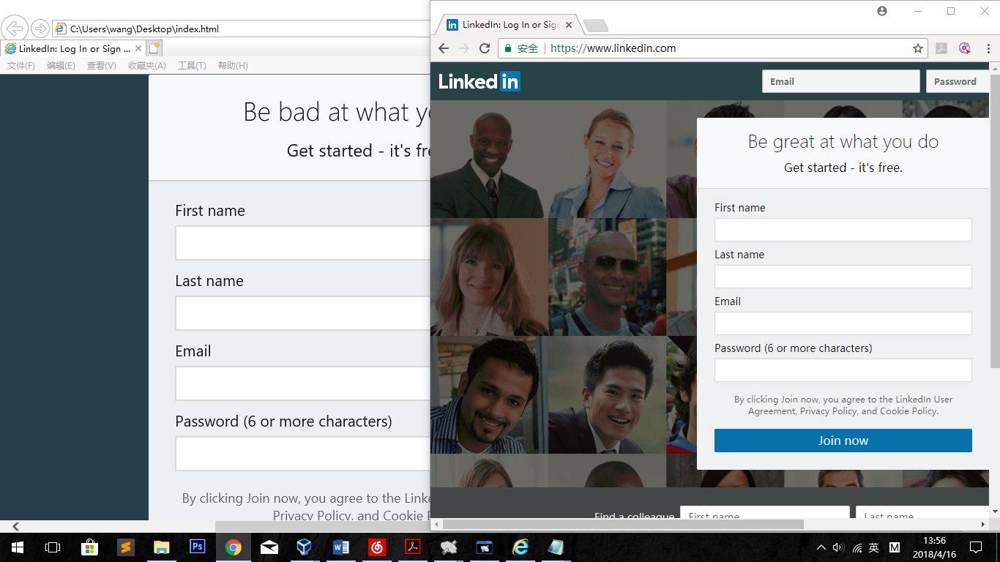 C:\Users\wang\Desktop\index.html
LinkedIn: Log In or Sign ...
文件(F) 编辑(E) 查看(V) 收藏夹(A) 工具(T) 帮助(H)
Be bad at what yo
Get started - it's fre
First name
Last name
Email
Password (6 or more characters)
By clicking Join now, you agree to the Linke
Privacy Policy, and Cookie P
LinkedIn: Log In or Sign
安全 https://www.linkedin.com
Linked in
Email Password
Be great at what you do
Get started - it's free.
First name
Last name
Email
Password (6 or more characters)
By clicking Join now, you agree to the LinkedIn User
Agreement, Privacy Policy, and Cookie Policy.
Join now
Find a colleague First name Last name
英 M
13:56
2018/4/16